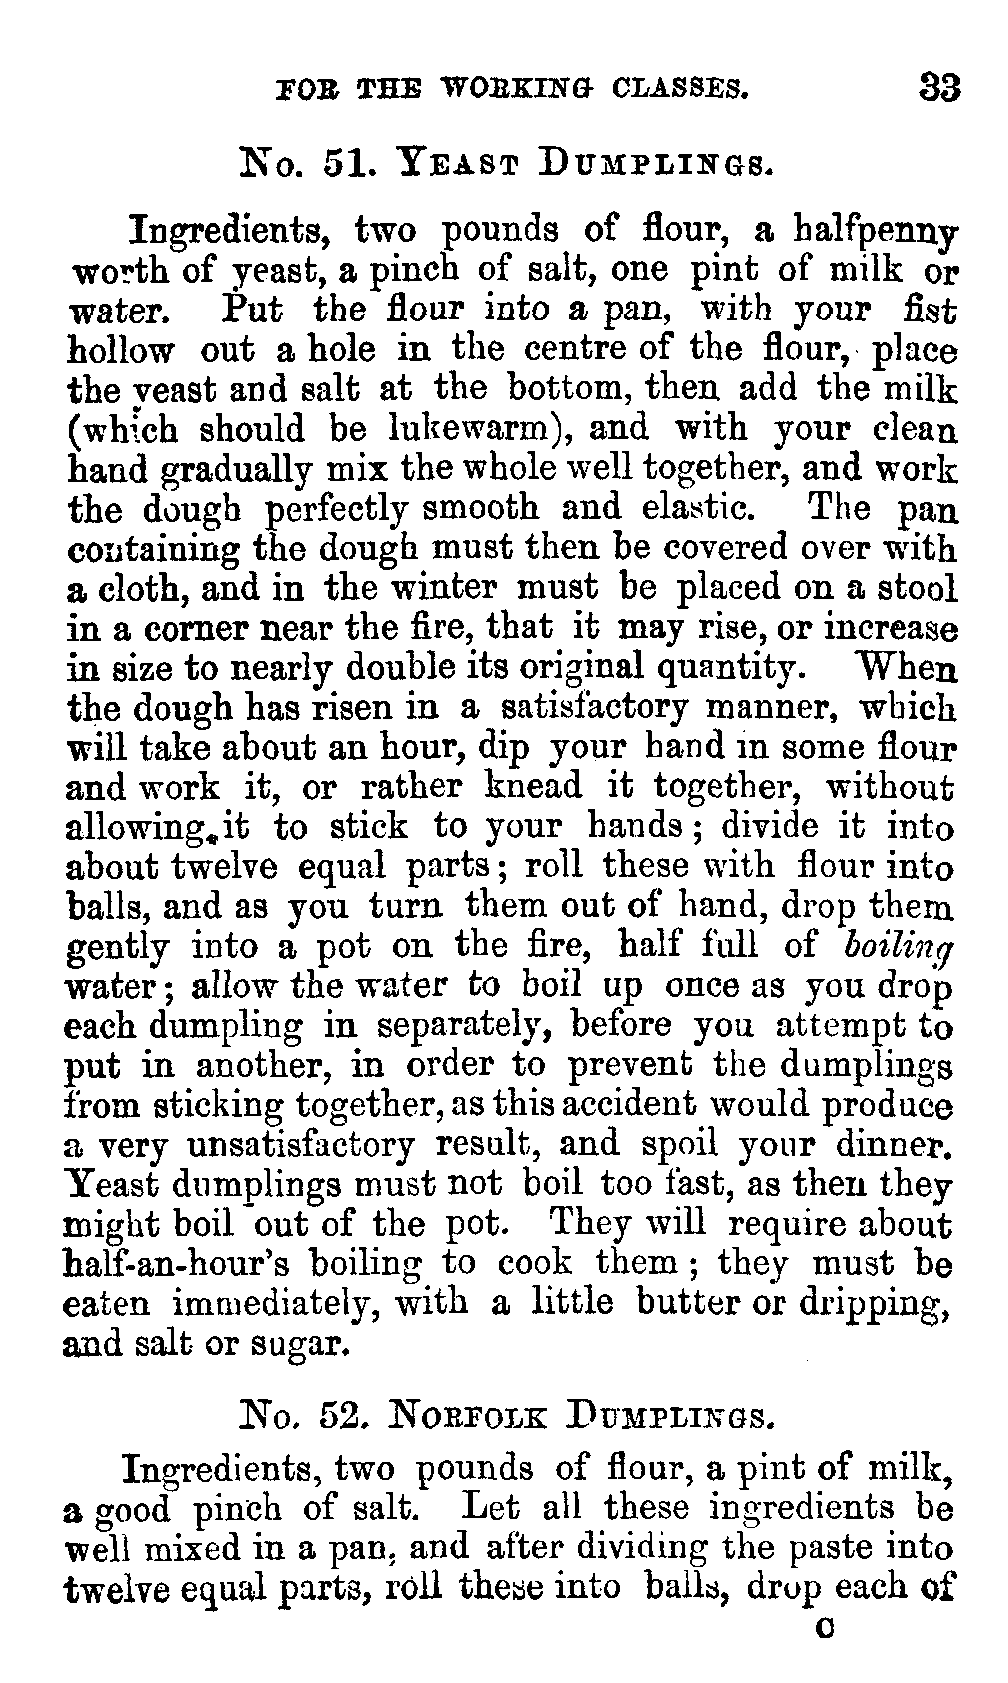 FOR THE WORKING CLASSES. 33
No. 51. Yeast Dumplings.
Ingredients, two pounds of flour, a halfpenny
worth of yeast, a pinch of salt, one pint of milk or
water. Put the flour into a pan, with your fist
hollow out a hole in the centre of the flour, place
the yeast and salt at the bottom, then add the milk
(which should be lukewarm), and with your clean
hand gradually mix the whole well together, and work
the dough perfectly smooth and elastic. The pan
containing the dough must then be covered over with
a cloth, and in the winter must be placed on a stool
in a corner near the fire, that it may rise, or increase
in size to nearly double its original quantity. When
the dough has risen in a satisfactory manner, which
will take about an hour, dip your hand in some flour
and work it, or rather knead it together, without
allowing it to stick to your hands; divide it into
about twelve equal parts; roll these with flour into
balls, and as you turn them out of hand, drop them
gently into a pot on the fire, half full of boiling
water; allow the water to boil up once as you drop
each dumpling in separately, before you attempt to
put in another, in order to prevent the dumplings
from sticking together, as this accident would produce
a very unsatisfactory result, and spoil your dinner.
Yeast dumplings must not boil too fast, as then they
might boil out of the pot. They will require about
half-an-hour's boiling to cook them; they must be
eaten immediately, with a little butter or dripping,
and salt or sugar.
No. 52. Norfolk Dumplings.
Ingredients, two pounds of flour, a pint of milk,
a good pinch of salt. Let all these ingredients be
well mixed in a pan, and after dividing the paste into
twelve equal parts, roll these into balls, drop each of
C